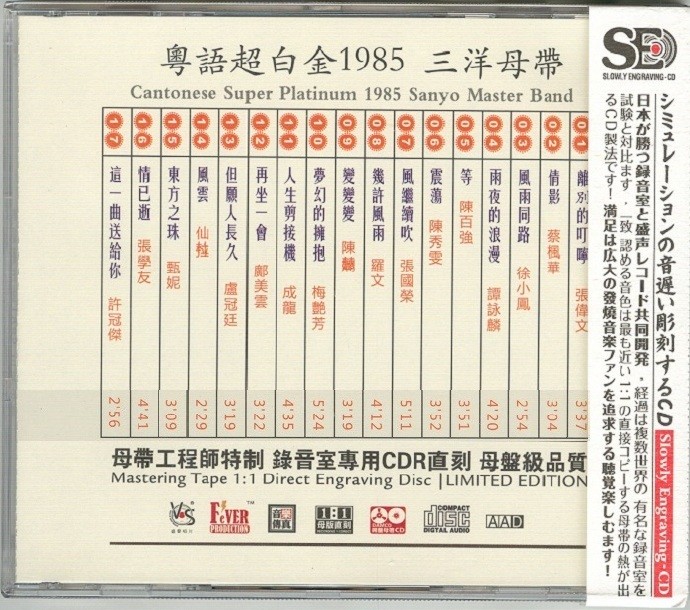 粵語超白金1985 三洋母帶
Cantonese Super Platinum 1985 Sanyo Master Band
01 離別的叮嚀 張偉文 3'37
02 倩影 蔡楓華 3'04
03 風雨同路 徐小鳳 2'54
04 雨夜的浪漫 譚詠麟 4'20
05 等 陳百強 3'51
06 震蕩 陳秀雯 3'52
07 風繼續吹 張國榮 5'11
08 幾許風雨 羅文 4'12
09 變變變 陳 3'19
10 夢幻的擁抱 梅艷芳 5'24
11 人生剪接機 成龍 4'35
12 再坐一會 鄺美雲 3'22
13 但願人長久 盧冠廷 3'19
14 風雲 仙 2'29
15 東方之珠 甄妮 3'09
16 情已逝 張學友 4'41
17 這一曲送給你 許冠傑 2'56
母帶工程師特制 錄音室專用CDR直刻 母盤級品質
Mastering Tape 1:1 Direct Engraving Disc |LIMITED EDITION
FEVER PRODUCTION TM
音樂傳真
1:1 母版直刻
COMPACT disc DIGITAL AUDIO
AAD
SED
SLOWLY ENGRAVING-CD
シミュレーションの音遅い彫刻するCD Slowly Engraving-CD
日本が勝つ録音室と盛声レコード共同開発,経過は複数世界の 有名な録音室を
試験と対比ます.一致 認める音色は最も近い 1:1 の直接コピーする母帯の熱が出
るCD製法です!満足は広大の發燒音楽ファンを追求する聴覚楽しむます!